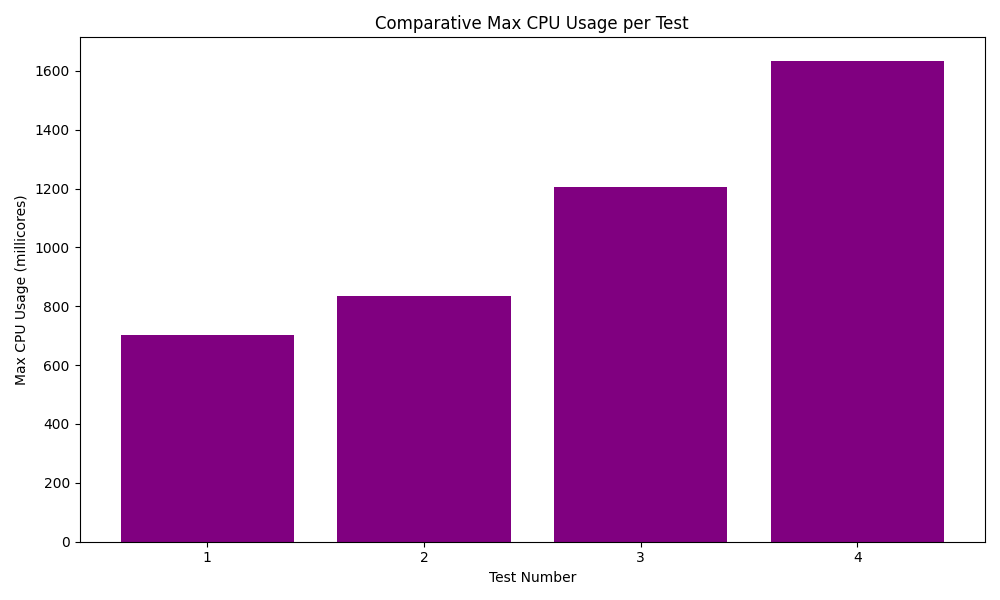 Comparative Max CPU Usage per Test
Max CPU Usage (millicores)
1600
1400
1200
1000
800
600
400
200
0
1 2 3 4
Test Number